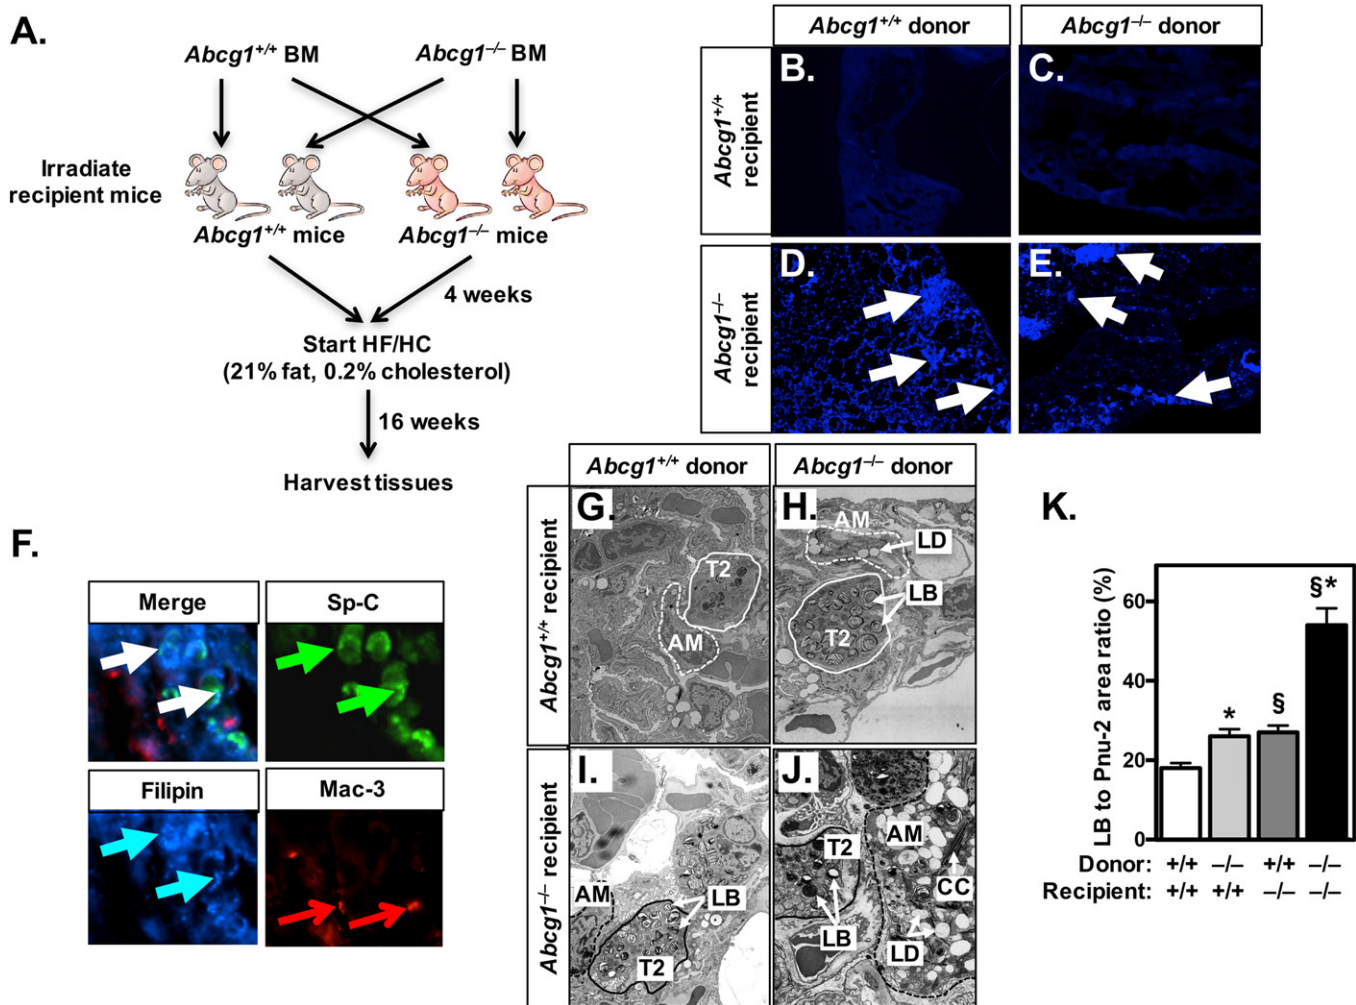 A.
Abcg1+/+ BM
Abcg1–/– BM
Irradiate
recipient mice
Abcg1+/+ mice
Abcg1–/– mice
4 weeks
Start HF/HC
(21% fat, 0.2% cholesterol)
16 weeks
Harvest tissues
Abcg1+/+ donor
Abcg1–/– donor
Abcg1+/+
recipient
B.
C.
Abcg1–/–
recipient
D.
E.
F.
Merge
Sp-C
Filipin
Mac-3
Abcg1+/+ donor
Abcg1–/– donor
Abcg1+/+ recipient
G.
T2
AM
H.
AM
LD
LB
T2
Abcg1–/– recipient
I.
AM
LB
T2
J.
AM
T2
CC
LB
LD
K.
LB to Pnu-2 area ratio (%)
60
40
20
0
*
§
§*
Donor: +/+ –/– +/+ –/–
Recipient: +/+ +/+ –/– –/–